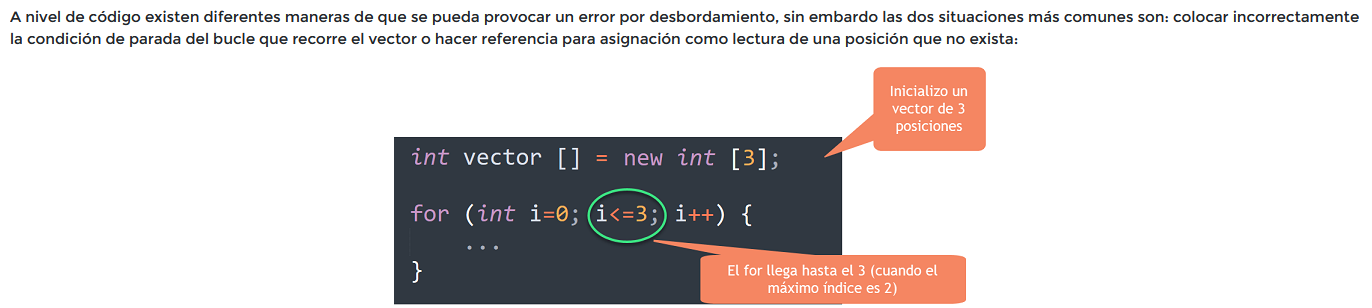 A nivel de código existen diferentes maneras de que se pueda provocar un error por desbordamiento, sin embardo las dos situaciones más comunes son: colocar incorrectamente
la condición de parada del bucle que recorre el vector o hacer referencia para asignación como lectura de una posición que no exista:
Inicializo un
vector de 3
posiciones
int vector [] = new int [3];
for (int i=0; i<=3; i++) {
...
}
El for llega hasta el 3 (cuando el
máximo índice es 2)